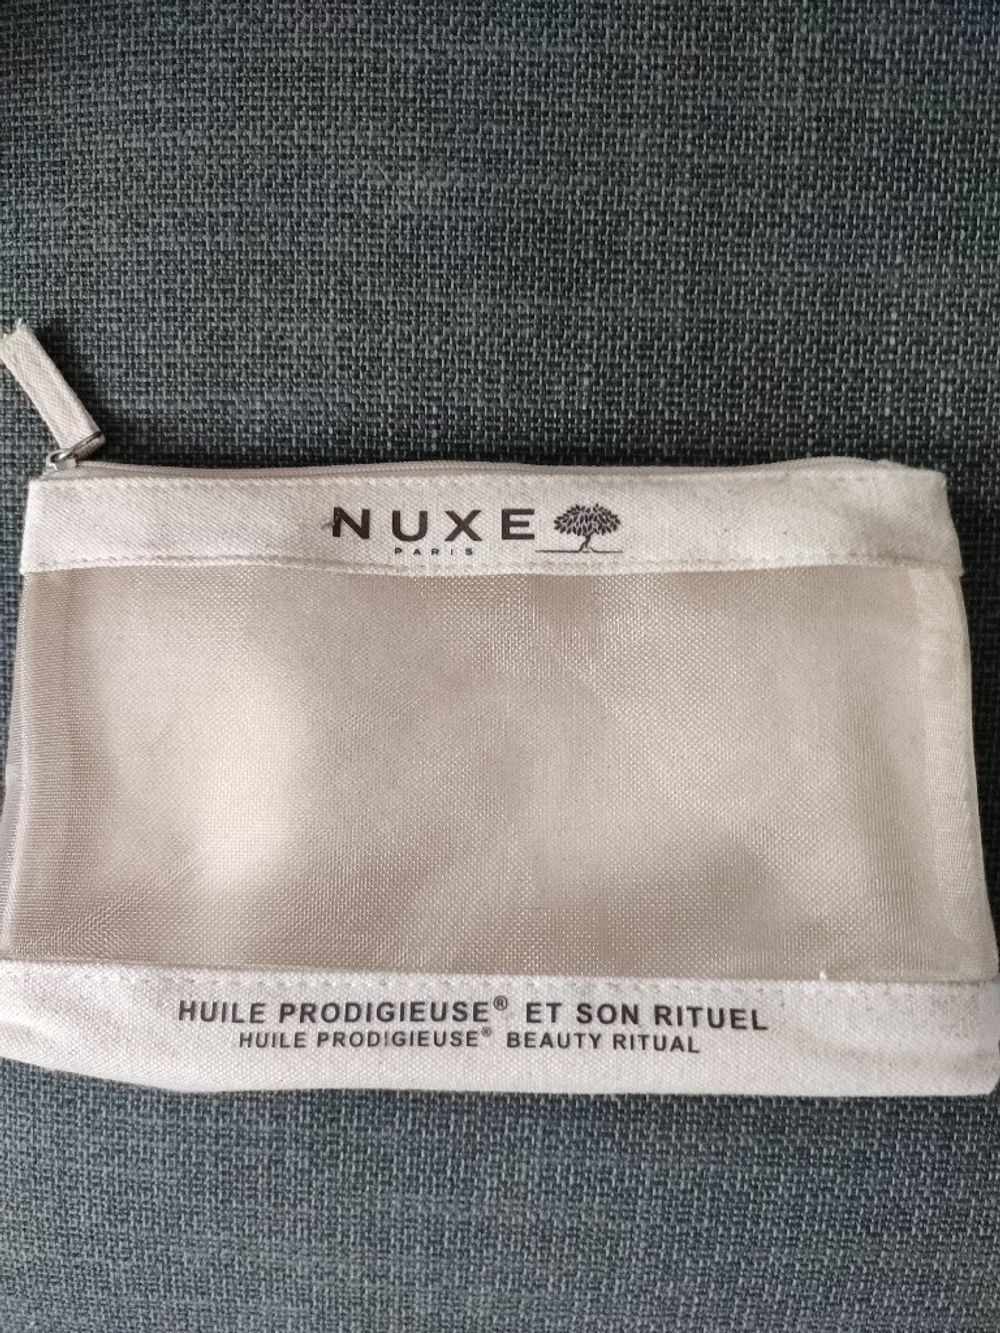 NUXE
PARIS
HUILE PRODIGIEUSE® ET SON RITUEL
HUILE PRODIGIEUSE® BEAUTY RITUAL